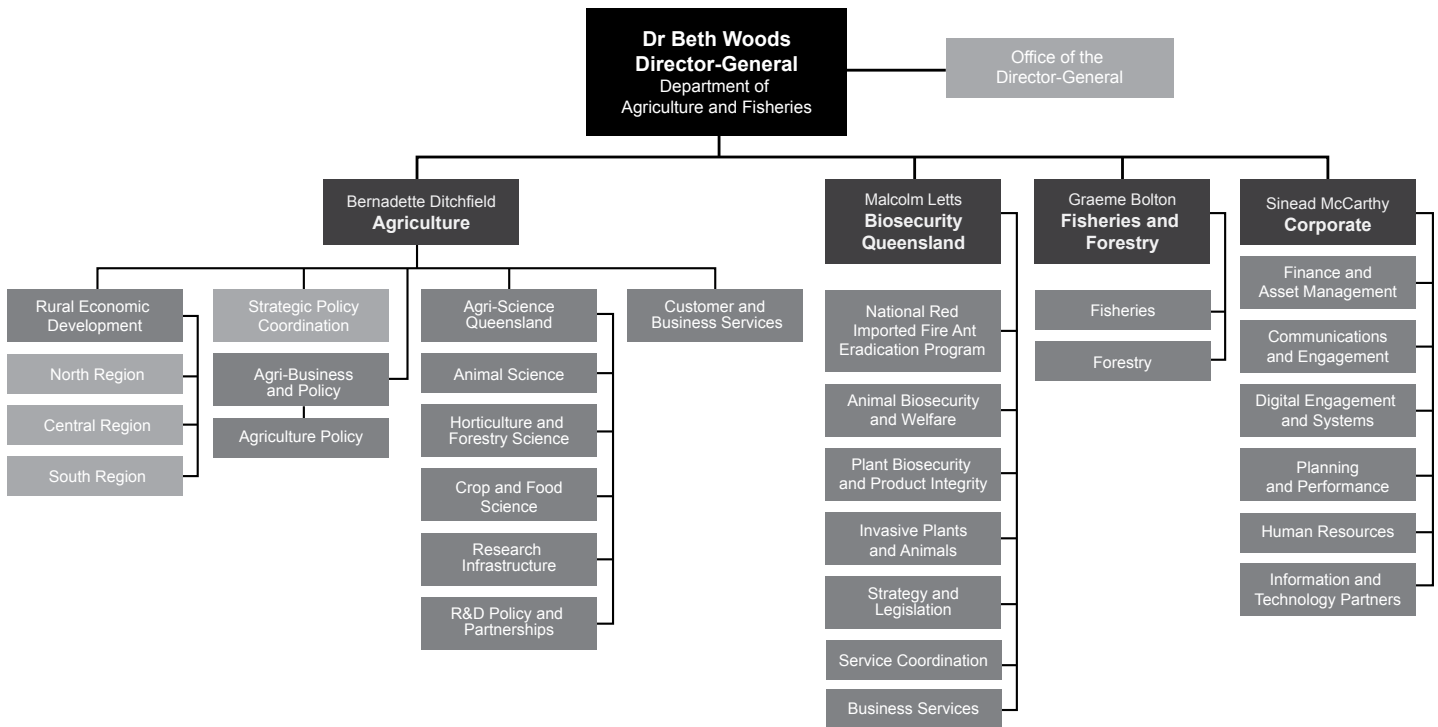 Dr Beth Woods
Director-General
Department of
Agriculture and Fisheries
Office of the
Director-General
Bernadette Ditchfield
Agriculture
Rural Economic
Development
North Region
Central Region
South Region
Strategic Policy
Coordination
Agri-Business
and Policy
Agriculture Policy
Agri-Science
Queensland
Animal Science
Horticulture and
Forestry Science
Crop and Food
Science
Research
Infrastructure
R&D Policy and
Partnerships
Customer and
Business Services
Malcolm Letts
Biosecurity
Queensland
National Red
Imported Fire Ant
Eradication Program
Animal Biosecurity
and Welfare
Plant Biosecurity
and Product Integrity
Invasive Plants
and Animals
Strategy and
Legislation
Service Coordination
Business Services
Graeme Bolton
Fisheries and
Forestry
Fisheries
Forestry
Sinead McCarthy
Corporate
Finance and
Asset Management
Communications
and Engagement
Digital Engagement
and Systems
Planning
and Performance
Human Resources
Information and
Technology Partners